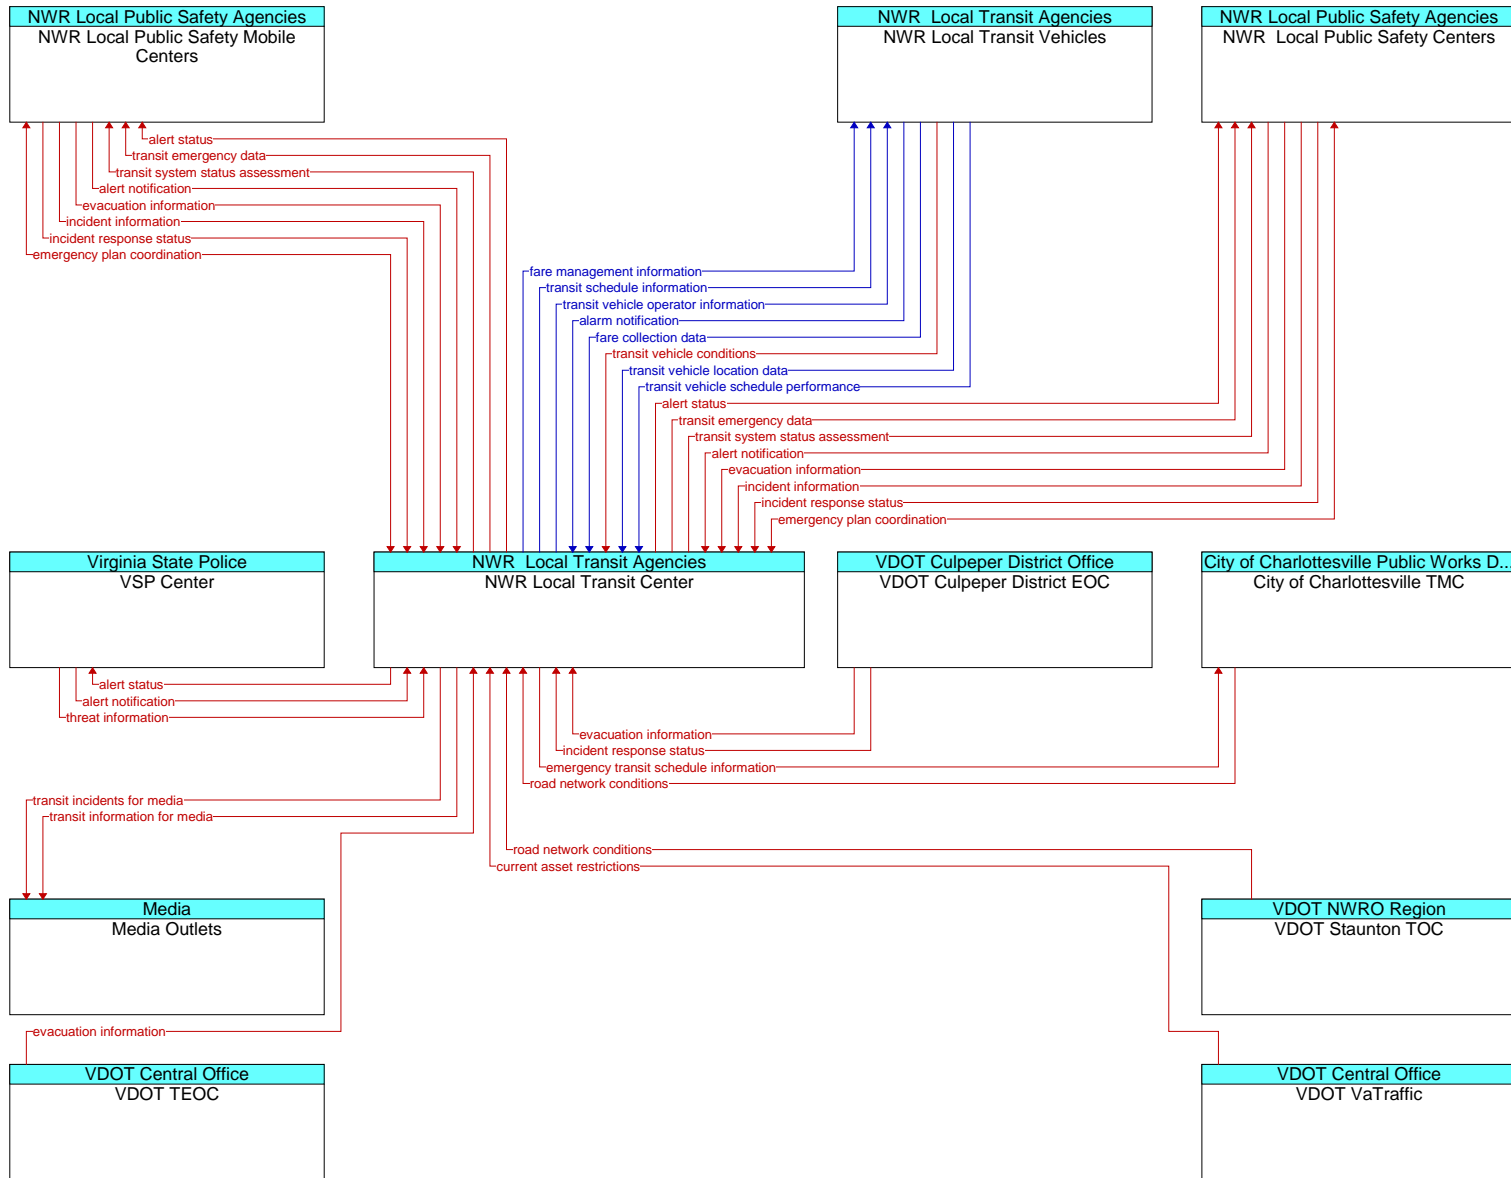 NWR Local Public Safety Agencies
NWR Local Public Safety Mobile
Centers
NWR  Local Transit Agencies
NWR Local Transit Vehicles
NWR Local Public Safety Agencies
NWR  Local Public Safety Centers
alert status
transit emergency data
transit system status assessment
alert notification
evacuation information
incident information
incident response status
emergency plan coordination
fare management information
transit schedule information
transit vehicle operator information
alarm notification
fare collection data
transit vehicle conditions
transit vehicle location data
transit vehicle schedule performance
alert status
transit emergency data
transit system status assessment
alert notification
evacuation information
incident information
incident response status
emergency plan coordination
Virginia State Police
VSP Center
NWR  Local Transit Agencies
NWR Local Transit Center
VDOT Culpeper District Office
VDOT Culpeper District EOC
City of Charlottesville Public Works D...
City of Charlottesville TMC
alert status
alert notification
threat information
evacuation information
incident response status
emergency transit schedule information
road network conditions
transit incidents for media
transit information for media
road network conditions
current asset restrictions
Media
Media Outlets
VDOT NWRO Region
VDOT Staunton TOC
evacuation information
VDOT Central Office
VDOT TEOC
VDOT Central Office
VDOT VaTraffic